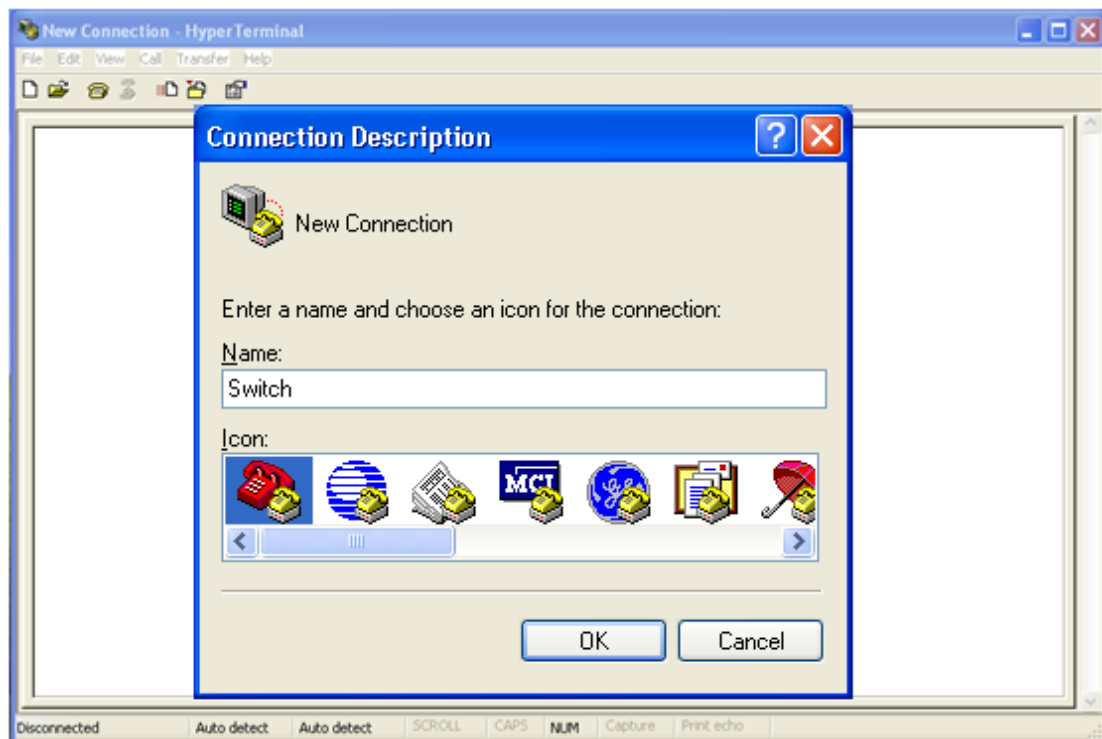 New Connection - HyperTerminal
File Edit View Call Transfer Help
Connection Description
New Connection
Enter a name and choose an icon for the connection:
Name:
Switch
Icon:
MCI
OK Cancel
Disconnected Auto detect Auto detect SCROLL CAPS NUM Capture Print echo